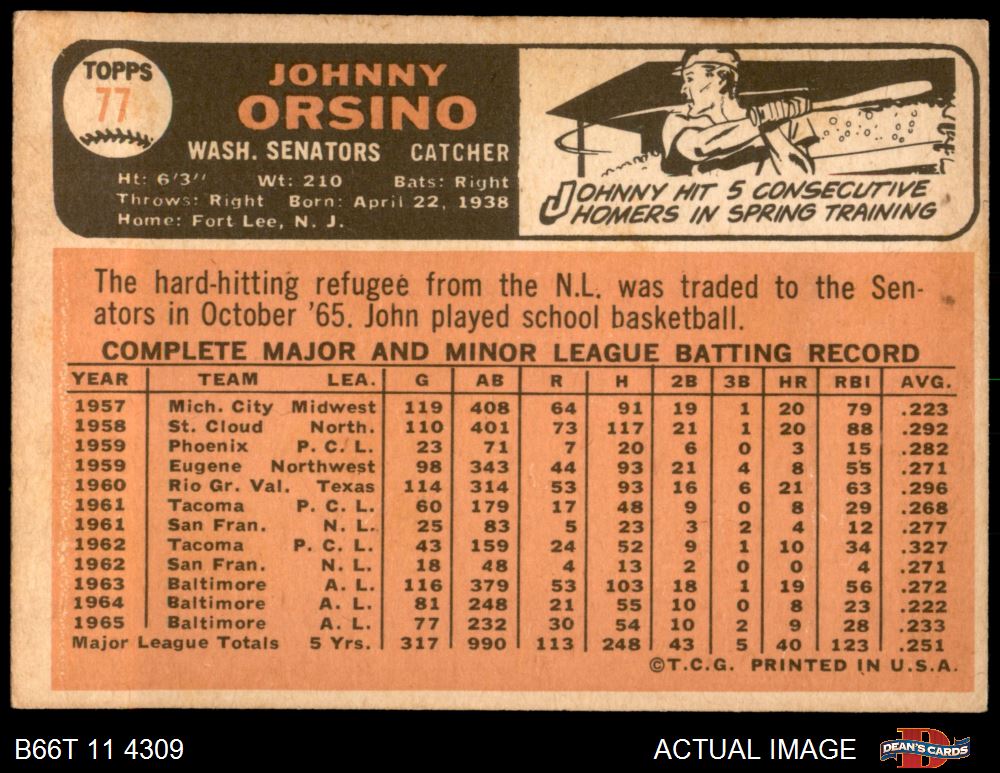 TOPPS
77
JOHNNY
ORSINO
WASH. SENATORS CATCHER
Ht: 6'3" Wt: 210 Bats: Right
Throws: Right Born: April 22, 1938
Home: Fort Lee, N. J.
JOHNNY HIT 5 CONSECUTIVE
HOMERS IN SPRING TRAINING
The hard-hitting refugee from the N.L. was traded to the Sen-
ators in October '65. John played school basketball.
COMPLETE MAJOR AND MINOR LEAGUE BATTING RECORD
YEAR TEAM LEA. G AB R H 2B 3B HR RBI AVG.
1957 Mich. City Midwest 119 408 64 91 19 1 20 79 .223
1958 St. Cloud North. 110 401 73 117 21 1 20 88 .292
1959 Phoenix P. C. L. 23 71 7 20 6 0 3 15 .282
1959 Eugene Northwest 98 343 44 93 21 4 8 55 .271
1960 Rio Gr. Val. Texas 114 314 53 93 16 6 21 63 .296
1961 Tacoma P. C. L. 60 179 17 48 9 0 8 29 .268
1961 San Fran. N. L. 25 83 5 23 3 2 4 12 .277
1962 Tacoma P. C. L. 43 159 24 52 9 1 10 34 .327
1962 San Fran. N. L. 18 48 4 13 2 0 0 4 .271
1963 Baltimore A. L. 116 379 53 103 18 1 19 56 .272
1964 Baltimore A. L. 81 248 21 55 10 0 8 23 .222
1965 Baltimore A. L. 77 232 30 54 10 2 9 28 .233
Major League Totals 5 Yrs. 317 990 113 248 43 5 40 123 .251
©T.C.G. PRINTED IN U.S.A.
B66T 11 4309 ACTUAL IMAGE DEAN'S CARDS